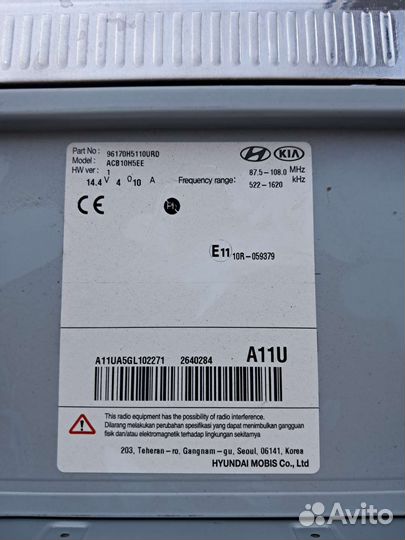 Part No : 96170H5110URD
Model : ACB10H5EE
HW ver : 1
14.4 V 4 Ω 10 A
HYUNDAI KIA
87.5 - 108.0 MHz
Frequency range: 522 - 1620 kHz
CE
E11 10R - 059379
A11UA5GL102271 2640284 A11U
This radio equipment has the possibility of radio interference.
Dilarang melakukan perubahan spesifikasi yang dapat menimbulkan gangguan
fisik dan/atau elektromagnetik terhadap lingkungan sekitarnya
203, Teheran-ro, Gangnam-gu, Seoul, 06141, Korea
HYUNDAI MOBIS Co., Ltd
Avito